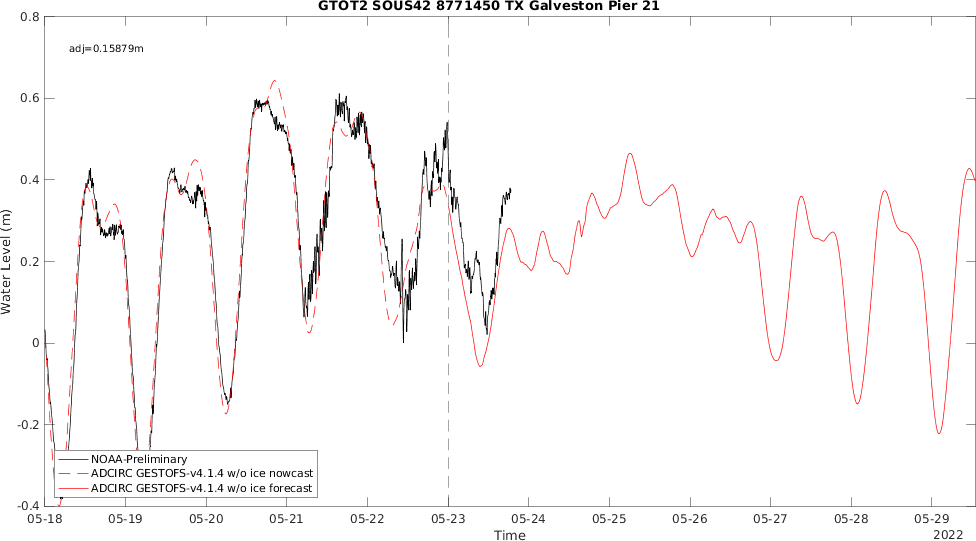 GTOT2 SOUS42 8771450 TX Galveston Pier 21
adj=0.15879m
0.8
0.6
0.4
0.2
0
-0.2
-0.4
Water Level (m)
NOAA-Preliminary
ADCIRC GESTOFS-v4.1.4 w/o ice nowcast
ADCIRC GESTOFS-v4.1.4 w/o ice forecast
05-18 05-19 05-20 05-21 05-22 05-23 05-24 05-25 05-26 05-27 05-28 05-29
Time
2022